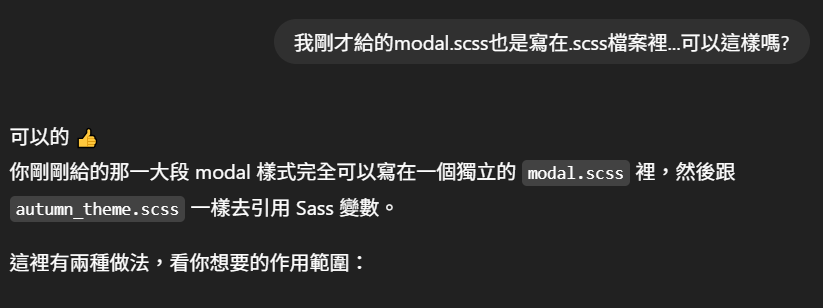 我剛才給的modal.scss也是寫在.scss檔案裡...可以這樣嗎?
可以的 👍
你剛剛給的那一大段 modal 樣式完全可以寫在一個獨立的 modal.scss 裡，然後跟
autumn_theme.scss 一樣去引用 Sass 變數。
這裡有兩種做法，看你想要的作用範圍：